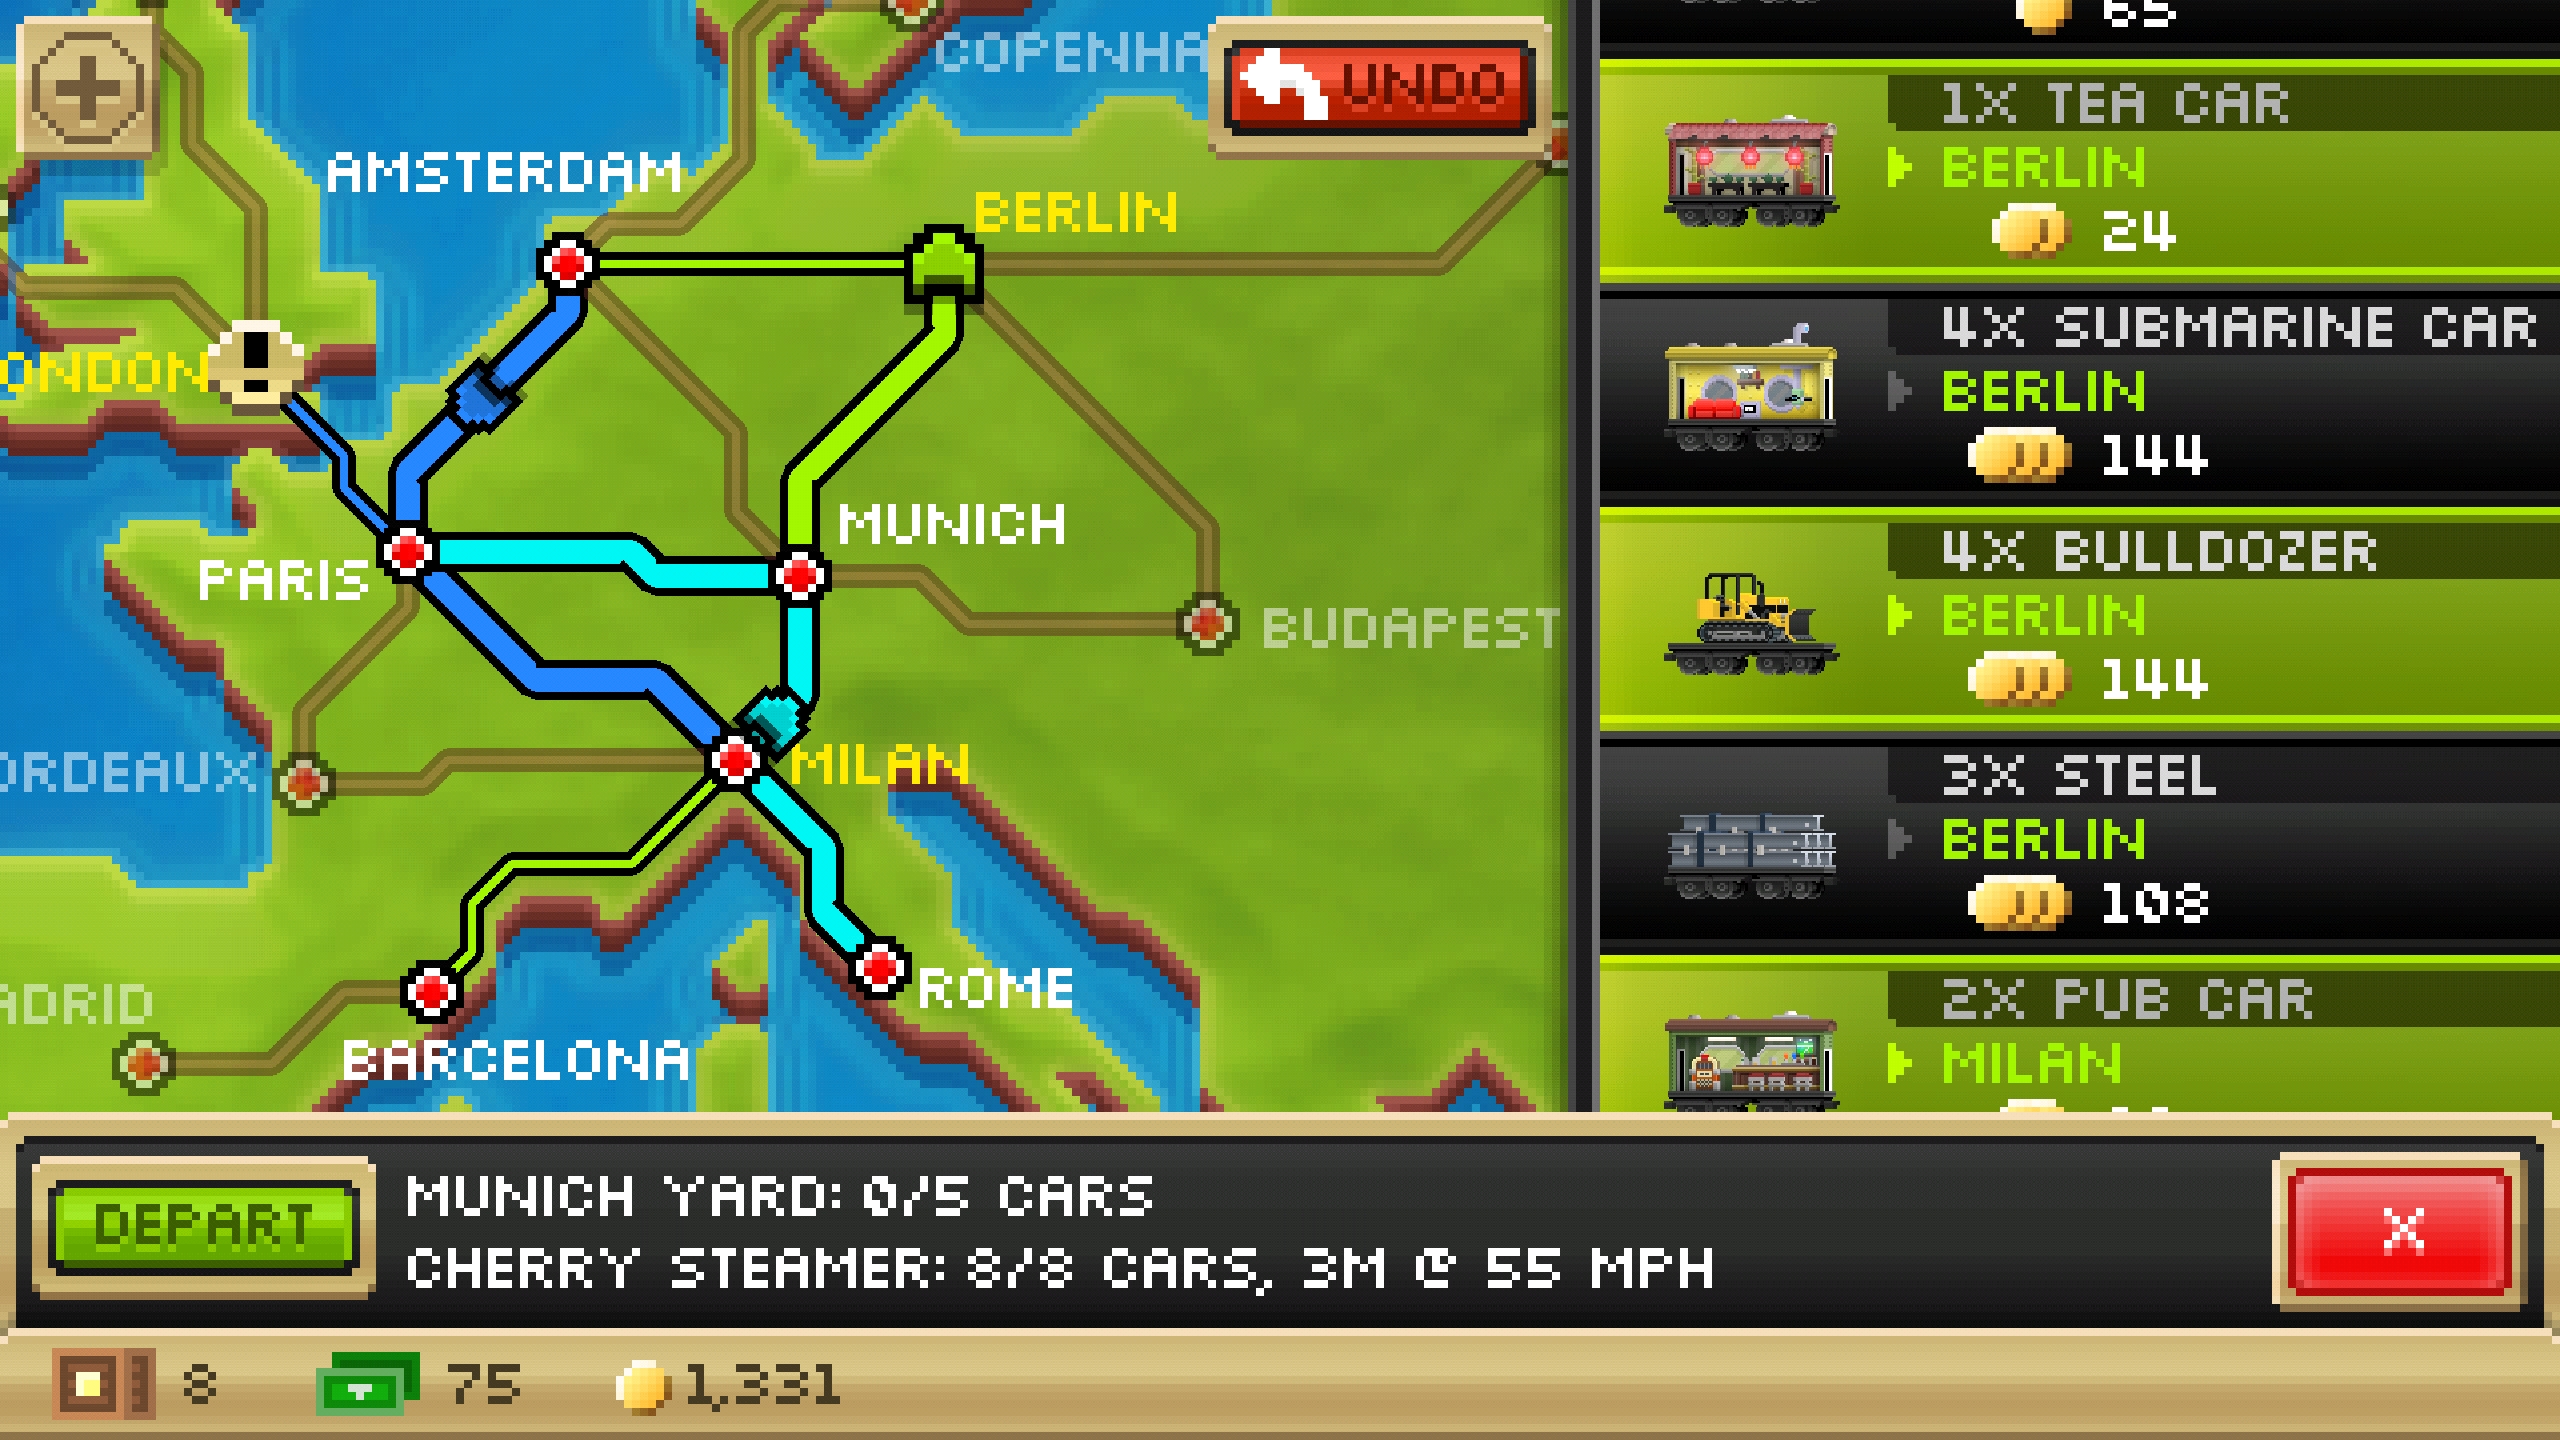 COPENHA
UNDO
AMSTERDAM
BERLIN
ONDON
MUNICH
PARIS
BUDAPEST
ORDEAUX
MILAN
ADRID
ROME
BARCELONA
65
1X TEA CAR
BERLIN
24
4X SUBMARINE CAR
BERLIN
144
4X BULLDOZER
BERLIN
144
3X STEEL
BERLIN
108
2X PUB CAR
MILAN
DEPART
MUNICH YARD: 0/5 CARS
CHERRY STEAMER: 8/8 CARS, 3M @ 55 MPH
X
8
75
1,331